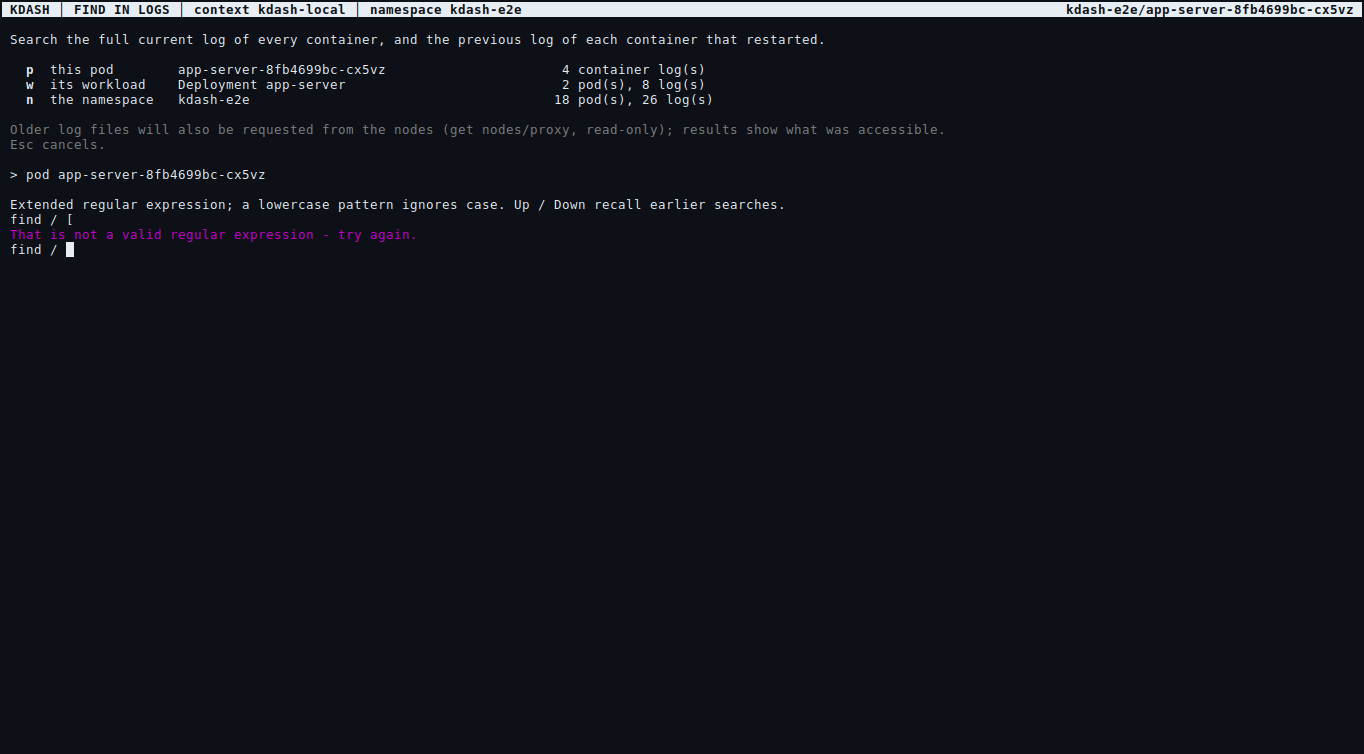 KDASH │ FIND IN LOGS │ context kdash-local │ namespace kdash-e2e kdash-e2e/app-server-8fb4699bc-cx5vz
Search the full current log of every container, and the previous log of each container that restarted.
p this pod app-server-8fb4699bc-cx5vz 4 container log(s)
w its workload Deployment app-server 2 pod(s), 8 log(s)
n the namespace kdash-e2e 18 pod(s), 26 log(s)
Older log files will also be requested from the nodes (get nodes/proxy, read-only); results show what was accessible.
Esc cancels.
> pod app-server-8fb4699bc-cx5vz
Extended regular expression; a lowercase pattern ignores case. Up / Down recall earlier searches.
find / [
That is not a valid regular expression - try again.
find /